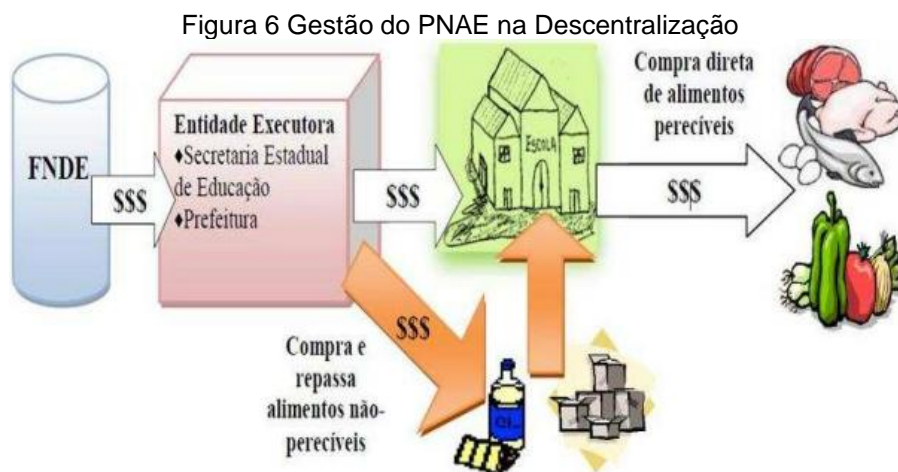 Figura 6 Gestão do PNAE na Descentralização
FNDE
$$$
Entidade Executora
♦Secretaria Estadual
de Educação
♦Prefeitura
$$$
ESCOLA
Compra direta
de alimentos
perecíveis
$$$
$$$
Compra e
repassa
alimentos não-
perecíveis